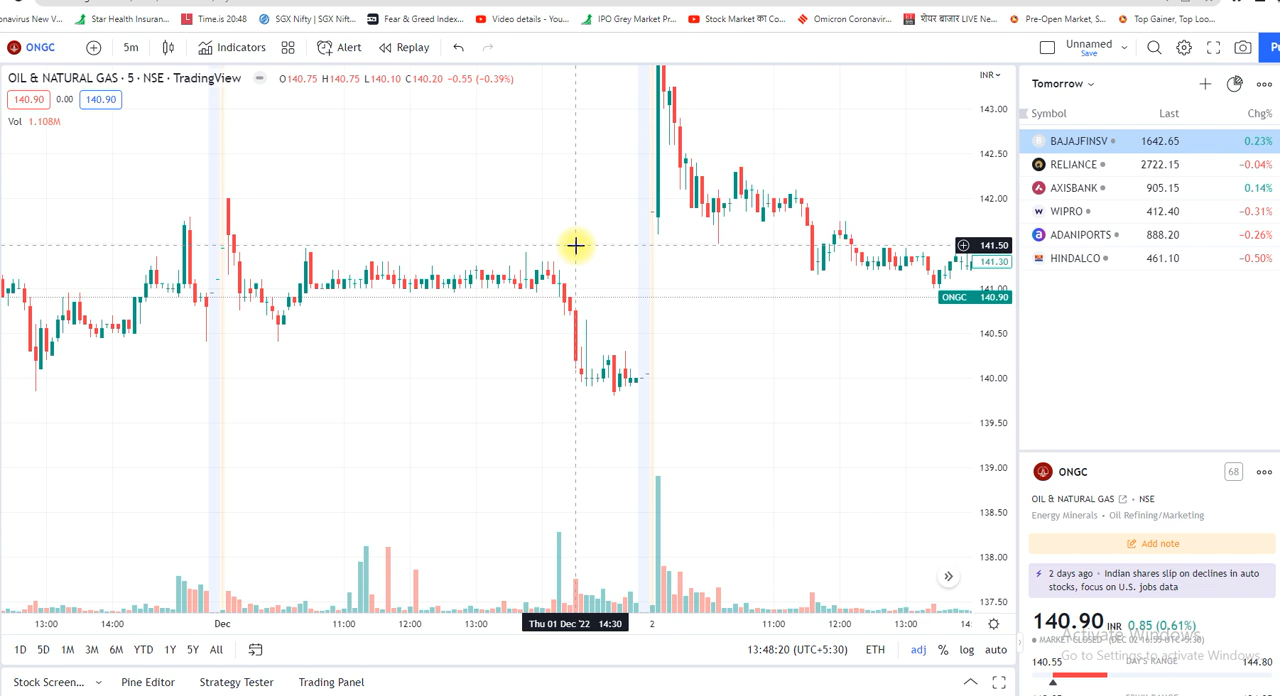 onavirus New V... Star Health Insuran... Time.is 20:48 SGX Nifty | SGX Nift... Fear & Greed Index... Video details - You... IPO Grey Market Pr... Stock Market का Co... Omicron Coronavir... शेयर बाजार LIVE Ne... Pre-Open Market, S... Top Gainer, Top Loo...
ONGC 5m Indicators Alert Replay Unnamed
Save
OIL & NATURAL GAS · 5 · NSE · TradingView O140.75 H140.75 L140.10 C140.20 −0.55 (−0.39%)
140.90 0.00 140.90
Vol 1.108M
INR
143.00
142.50
142.00
141.50
141.30
141.00
ONGC 140.90
140.50
140.00
139.50
139.00
138.50
138.00
137.50
13:00 14:00 Dec 11:00 12:00 13:00 Thu 01 Dec '22 14:30 2 11:00 12:00 13:00 14:
1D 5D 1M 3M 6M YTD 1Y 5Y All 13:48:20 (UTC+5:30) ETH adj % log auto
Stock Screen... Pine Editor Strategy Tester Trading Panel
Tomorrow
Symbol Last Chg%
BAJAJFINSV 1642.65 0.23%
RELIANCE 2722.15 −0.04%
AXISBANK 905.15 0.14%
WIPRO 412.40 −0.31%
ADANIPORTS 888.20 −0.26%
HINDALCO 461.10 −0.50%
ONGC 68
OIL & NATURAL GAS · NSE
Energy Minerals · Oil Refining/Marketing
Add note
2 days ago · Indian shares slip on declines in auto
stocks, focus on U.S. jobs data
140.90 INR 0.85 (0.61%)
Activate Windows
Go to Settings to activate Windows.
140.55 DAY'S RANGE 144.80